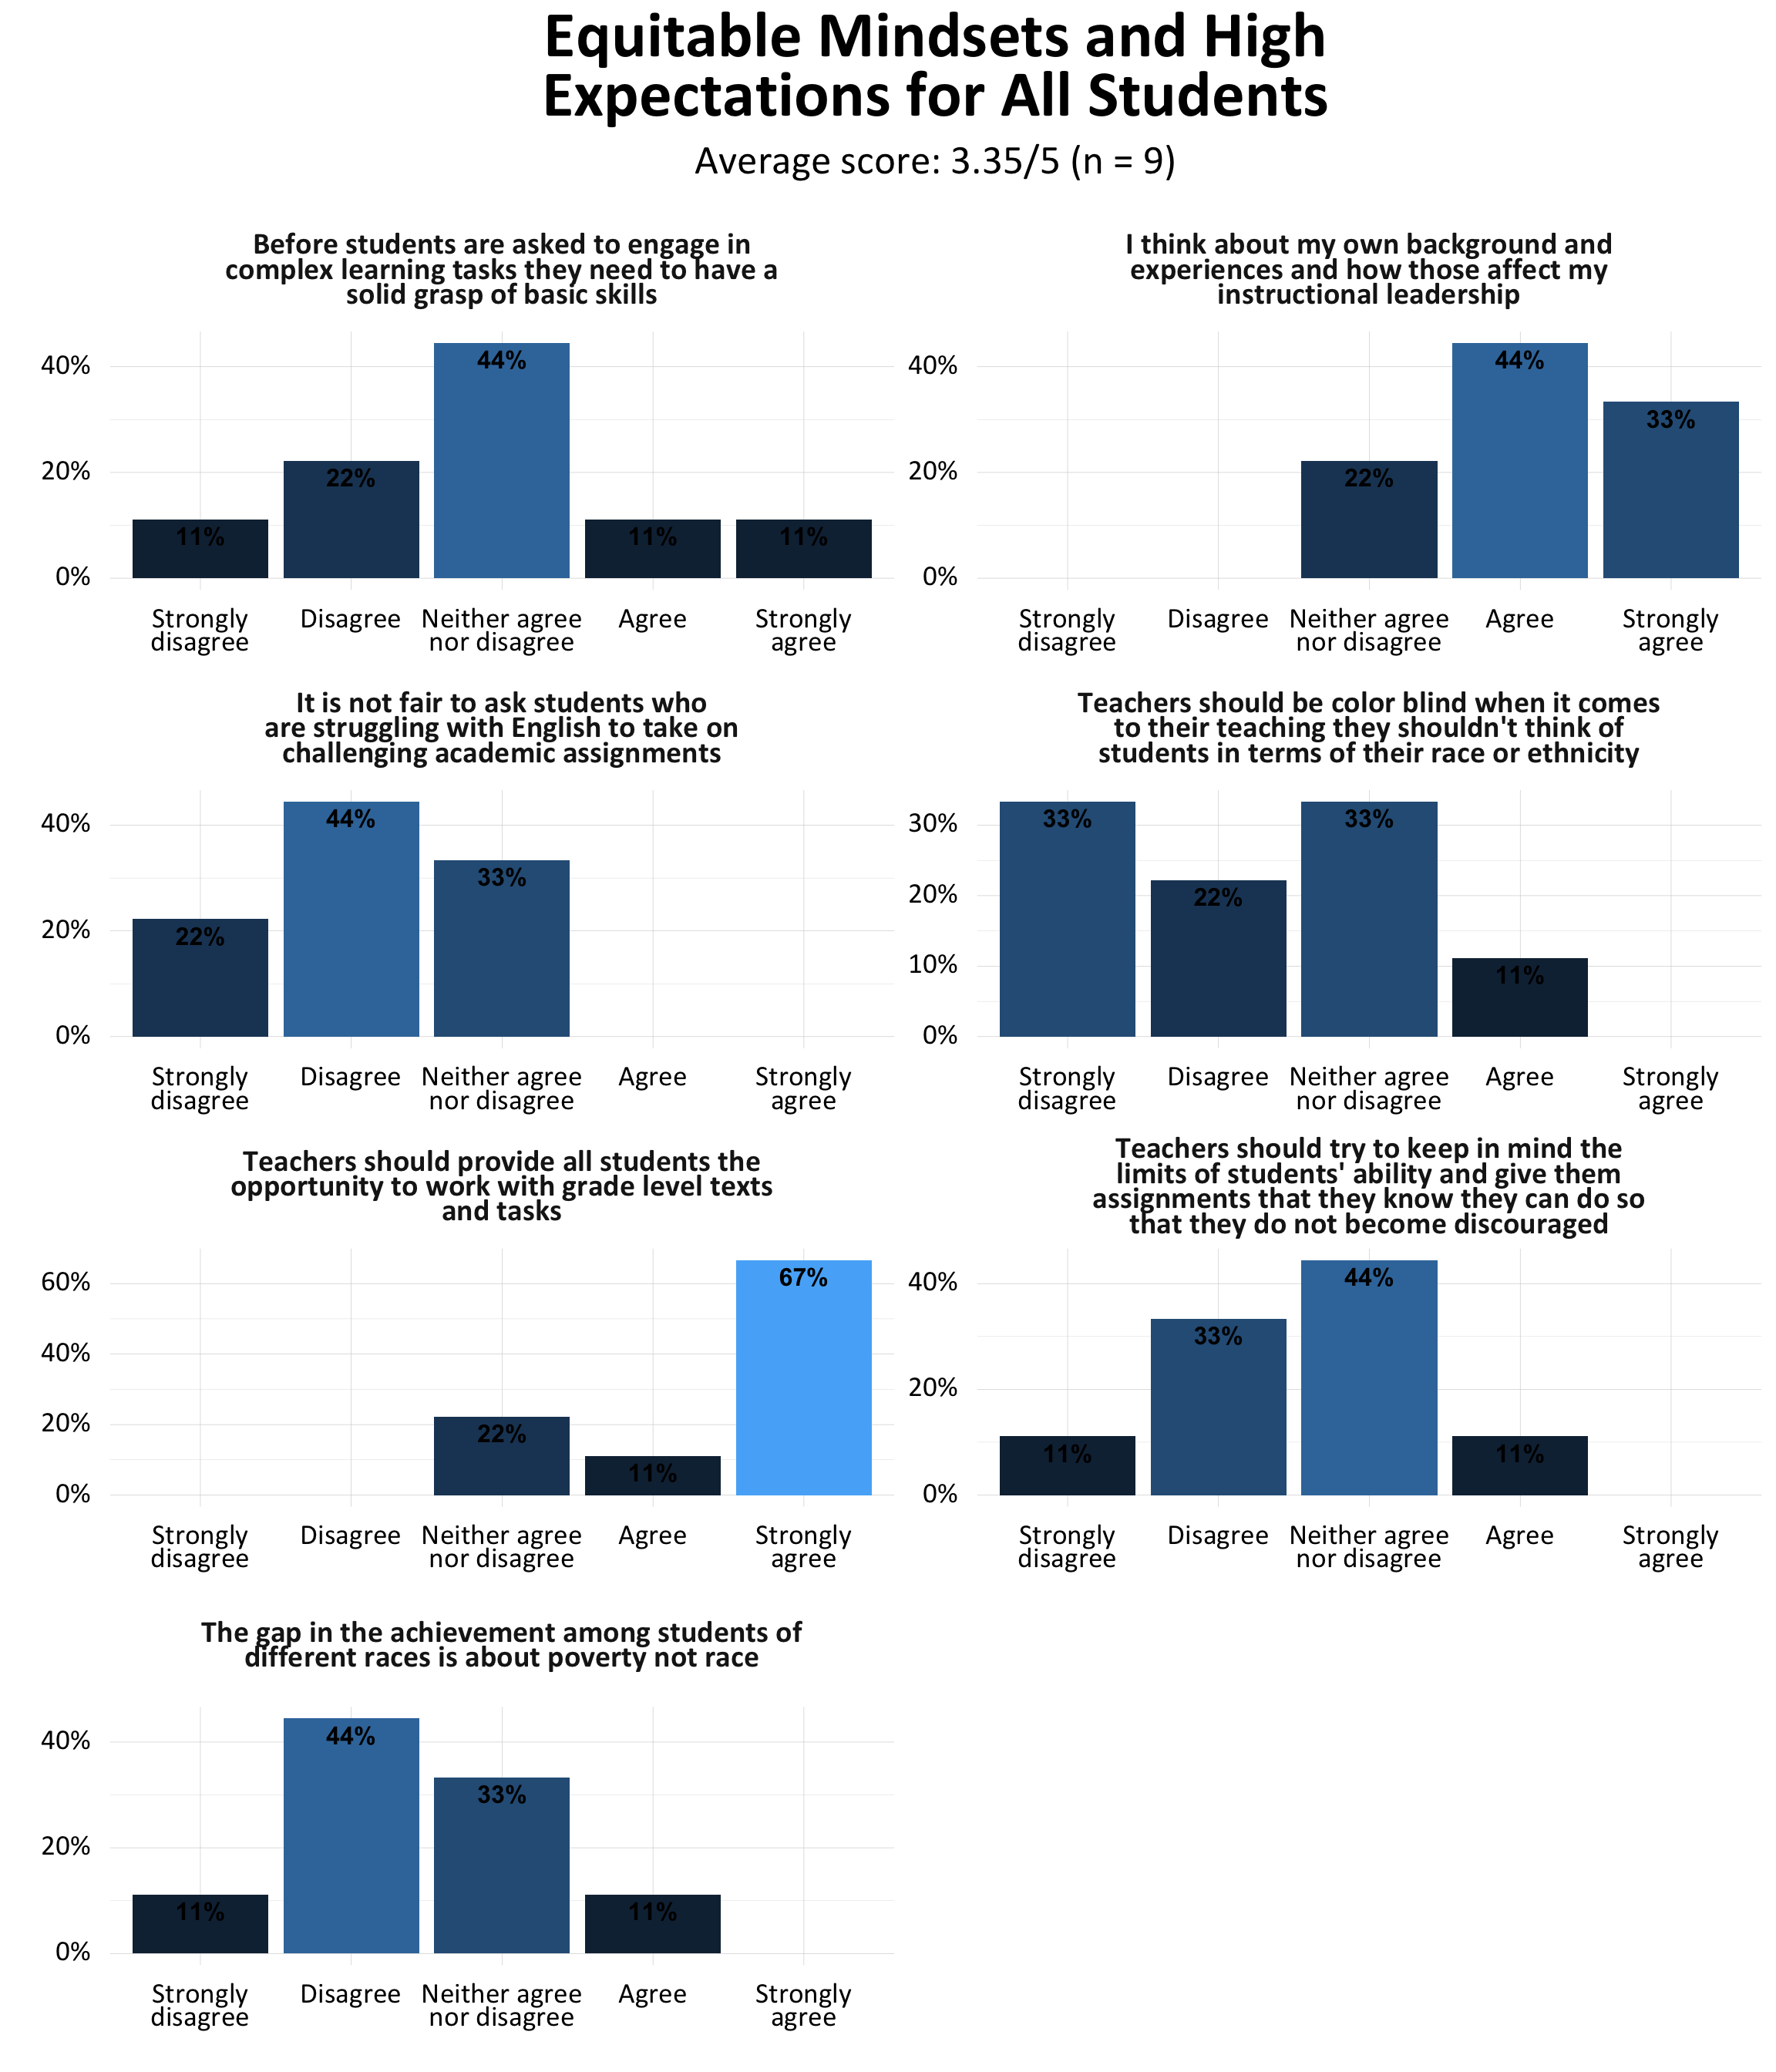 Equitable Mindsets and High
Expectations for All Students
Average score: 3.35/5 (n = 9)
Before students are asked to engage in
complex learning tasks they need to have a
solid grasp of basic skills
40%
20%
0%
11%
22%
44%
11%
11%
Strongly
disagree
Disagree
Neither agree
nor disagree
Agree
Strongly
agree
I think about my own background and
experiences and how those affect my
instructional leadership
40%
20%
0%
22%
44%
33%
Strongly
disagree
Disagree
Neither agree
nor disagree
Agree
Strongly
agree
It is not fair to ask students who
are struggling with English to take on
challenging academic assignments
40%
20%
0%
22%
44%
33%
Strongly
disagree
Disagree
Neither agree
nor disagree
Agree
Strongly
agree
Teachers should be color blind when it comes
to their teaching they shouldn't think of
students in terms of their race or ethnicity
30%
20%
10%
0%
33%
22%
33%
11%
Strongly
disagree
Disagree
Neither agree
nor disagree
Agree
Strongly
agree
Teachers should provide all students the
opportunity to work with grade level texts
and tasks
60%
40%
20%
0%
22%
11%
67%
Strongly
disagree
Disagree
Neither agree
nor disagree
Agree
Strongly
agree
Teachers should try to keep in mind the
limits of students' ability and give them
assignments that they know they can do so
that they do not become discouraged
40%
20%
0%
11%
33%
44%
11%
Strongly
disagree
Disagree
Neither agree
nor disagree
Agree
Strongly
agree
The gap in the achievement among students of
different races is about poverty not race
40%
20%
0%
11%
44%
33%
11%
Strongly
disagree
Disagree
Neither agree
nor disagree
Agree
Strongly
agree